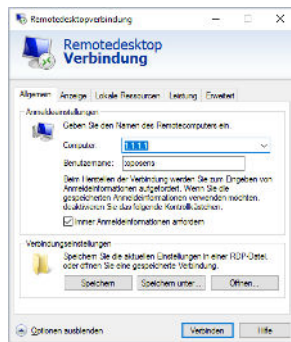 Remotedesktopverbindung
Remotedesktop
Verbindung
Allgemein Anzeige Lokale Ressourcen Leistung Erweitert
Anmeldeeinstellungen
Geben Sie den Namen des Remotecomputers ein.
Computer: 1.1.1.1
Benutzername: toposens
Beim Herstellen der Verbindung werden Sie zum Eingeben von
Anmeldeinformationen aufgefordert. Wenn Sie die
gespeicherten Anmeldeinformationen verwenden möchten,
deaktivieren Sie das folgende Kontrollkästchen.
Immer Anmeldeinformationen anfordern
Verbindungseinstellungen
Speichern Sie die aktuellen Einstellungen in einer RDP-Datei,
oder öffnen Sie eine gespeicherte Verbindung.
Speichern Speichern unter... Öffnen...
Optionen ausblenden Verbinden Hilfe